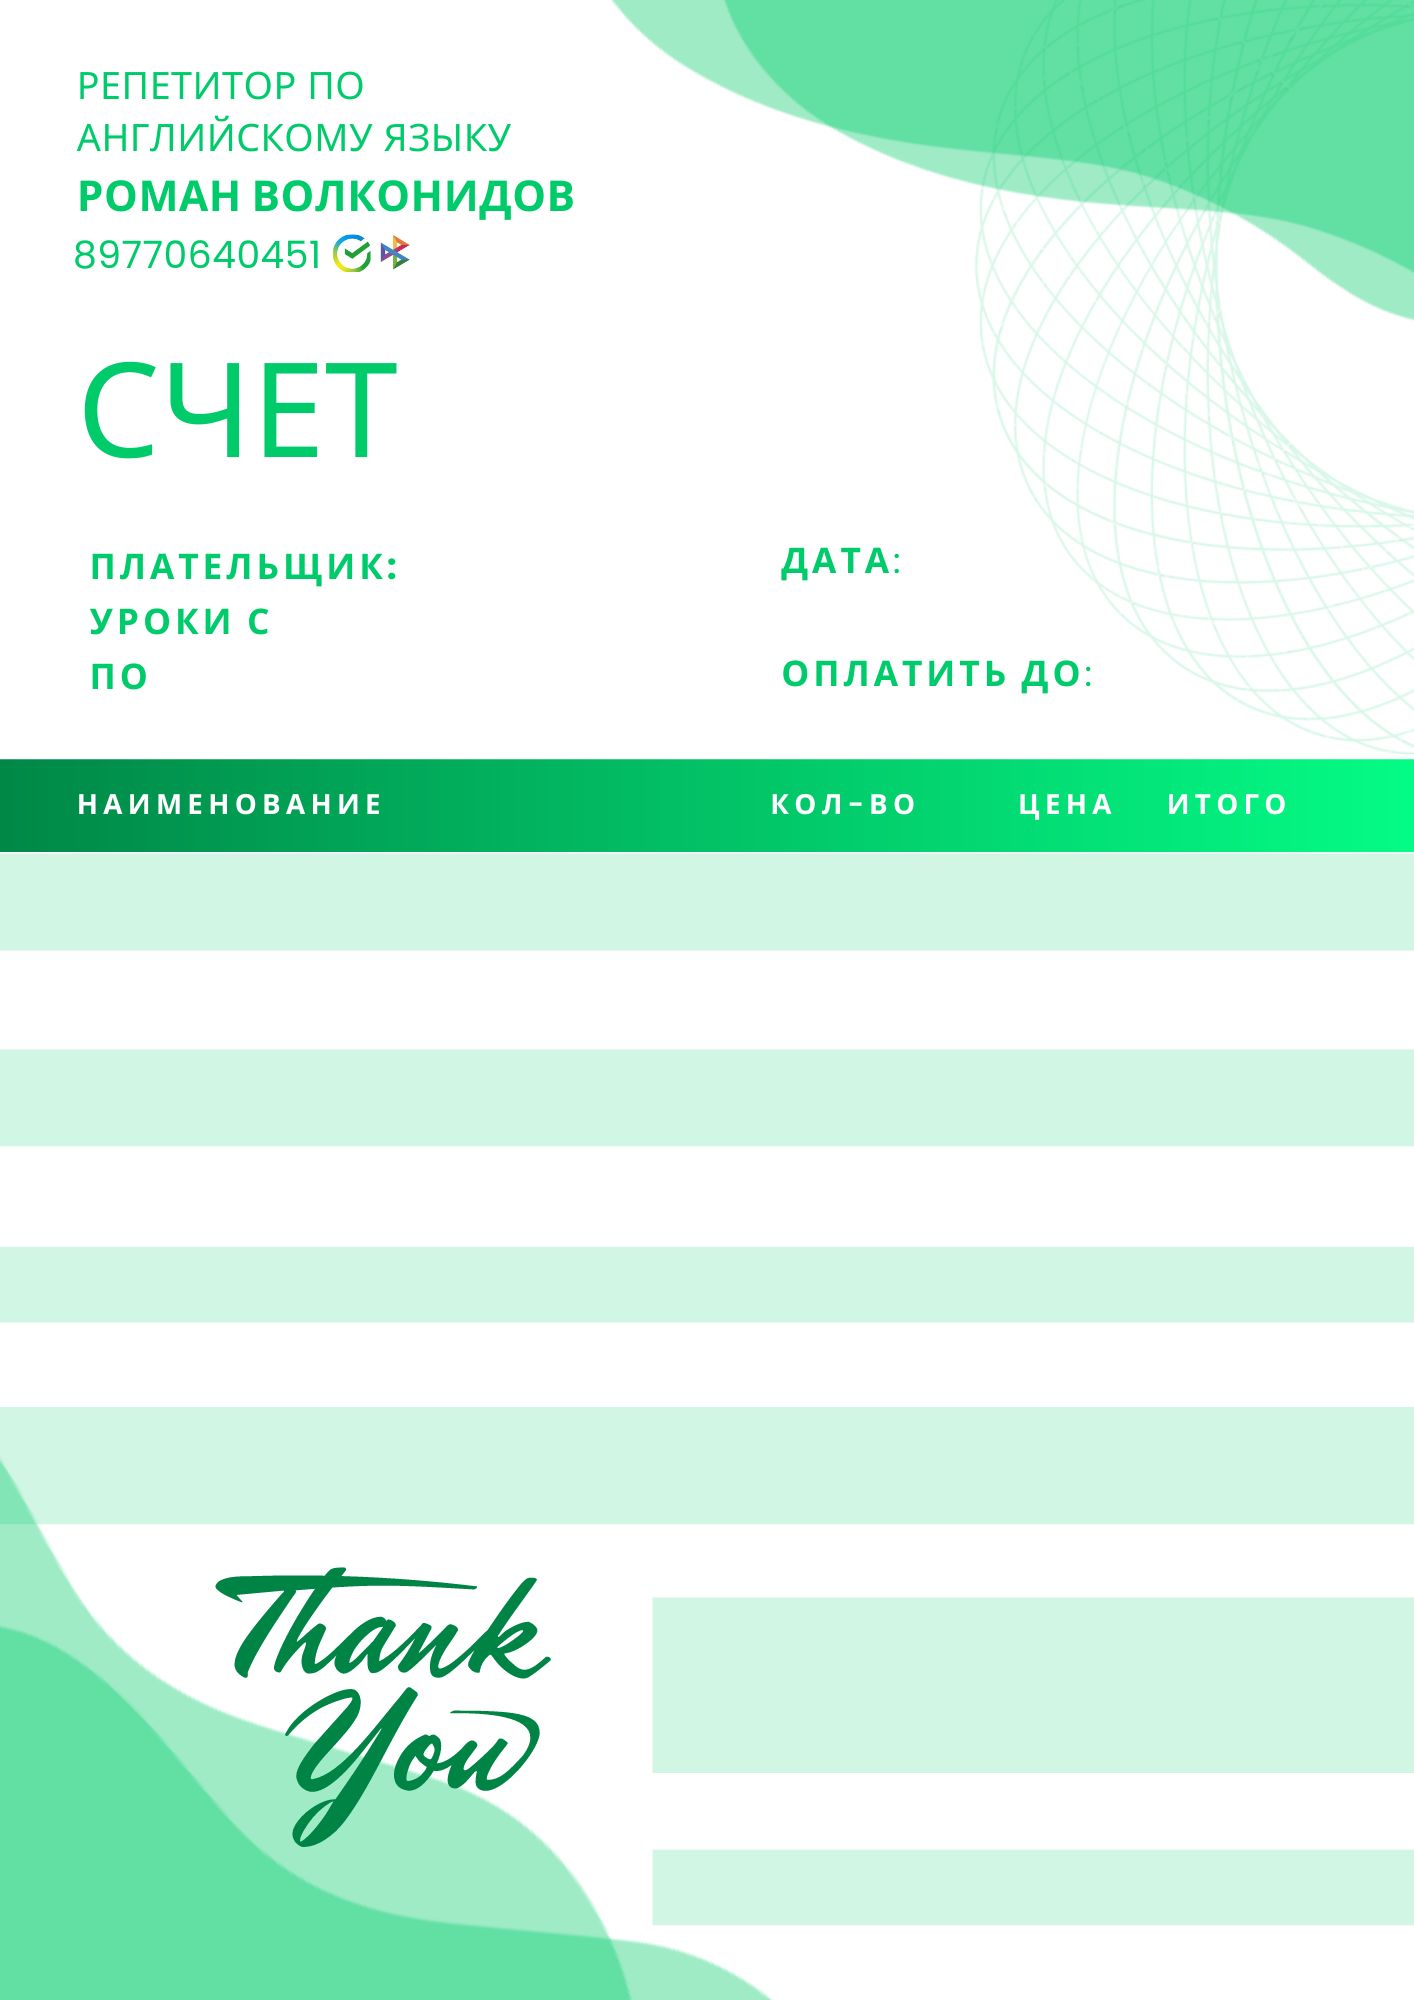 РЕПЕТИТОР ПО
АНГЛИЙСКОМУ ЯЗЫКУ
РОМАН ВОЛКОНИДОВ
89770640451
СЧЕТ
ПЛАТЕЛЬЩИК:
УРОКИ С
ПО
ДАТА:
ОПЛАТИТЬ ДО:
НАИМЕНОВАНИЕ КОЛ-ВО ЦЕНА ИТОГО
Thank
You